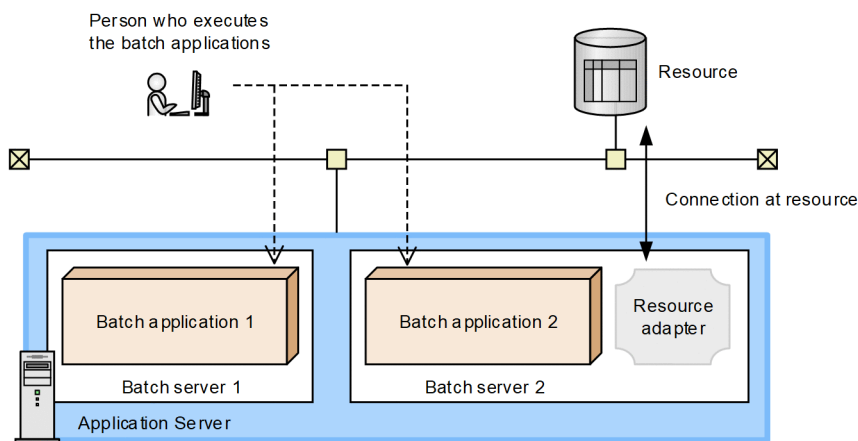 Person who executes
the batch applications
Resource
Connection at resource
Batch application 1
Batch application 2
Resource
adapter
Batch server 1
Batch server 2
Application Server